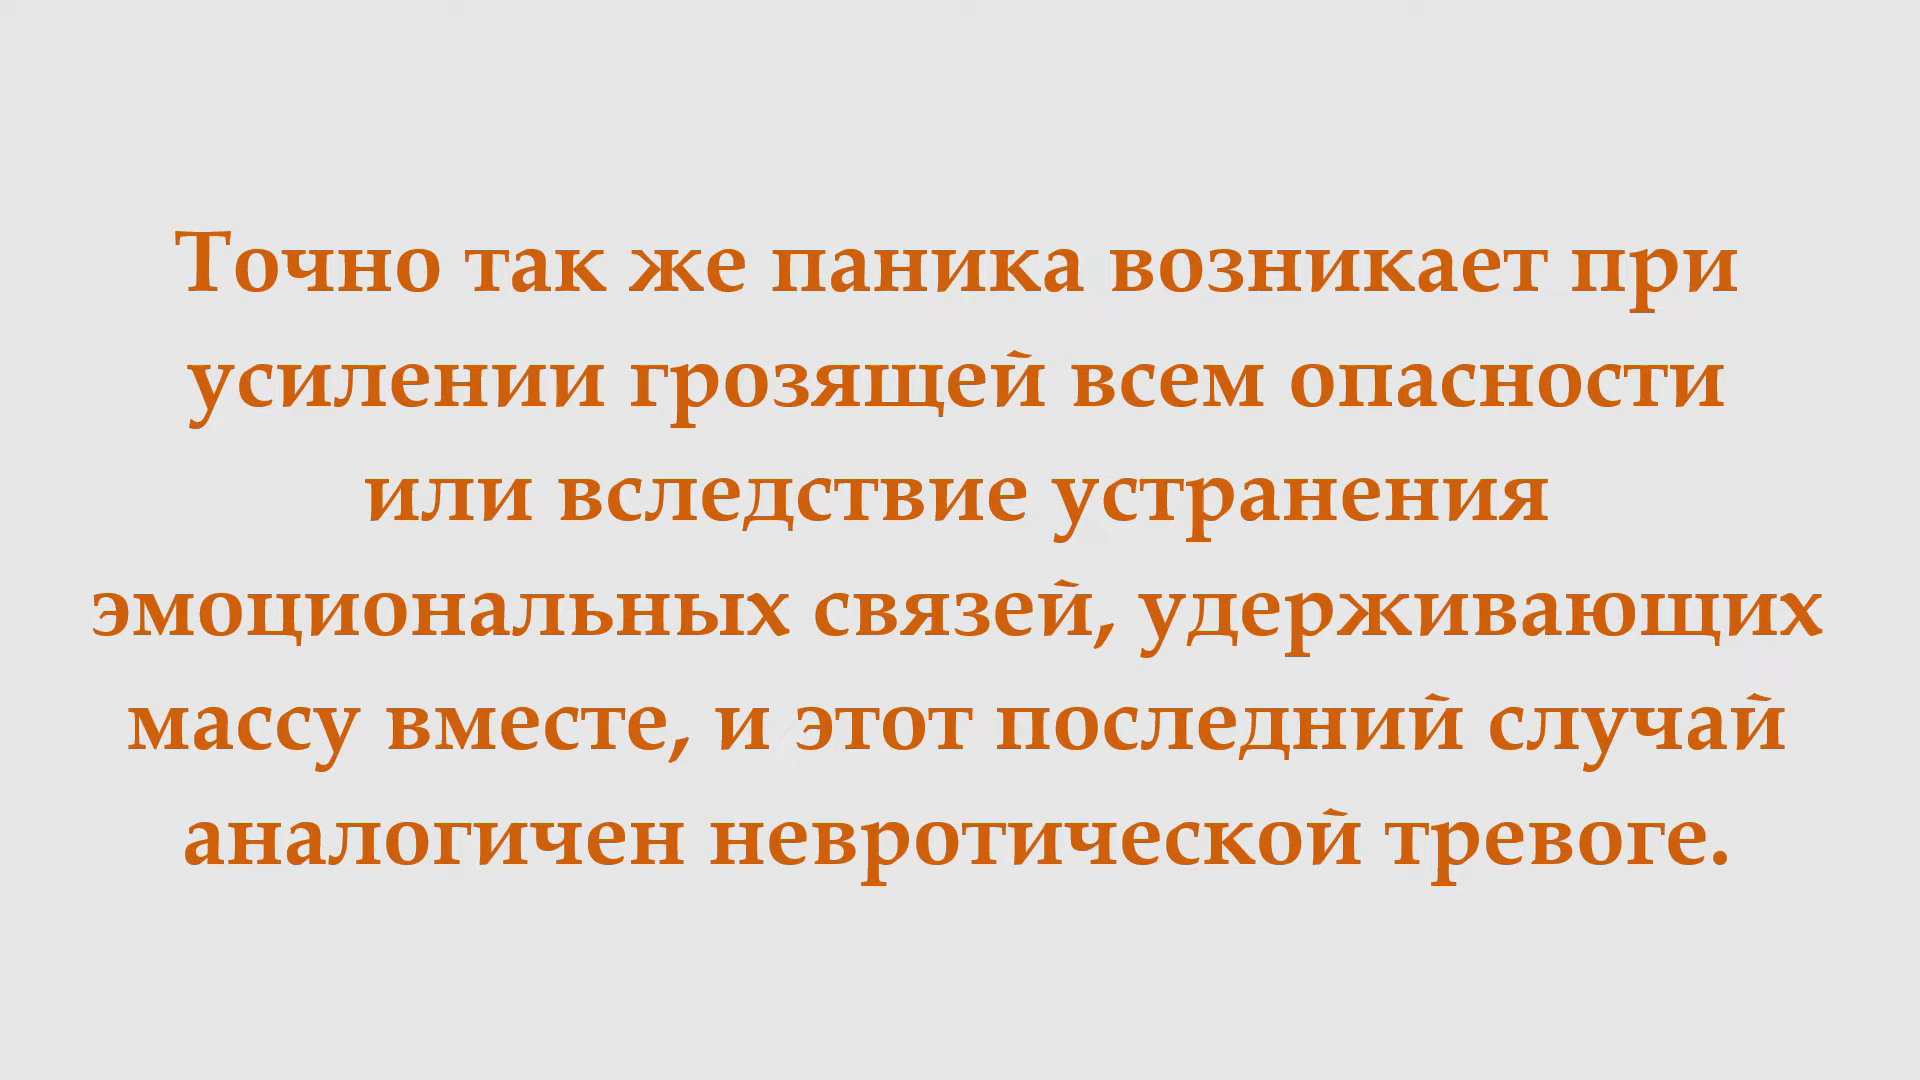 Точно так же паника возникает при
усилении грозящей всем опасности
или вследствие устранения
эмоциональных связей, удерживающих
массу вместе, и этот последний случай
аналогичен невротической тревоге.